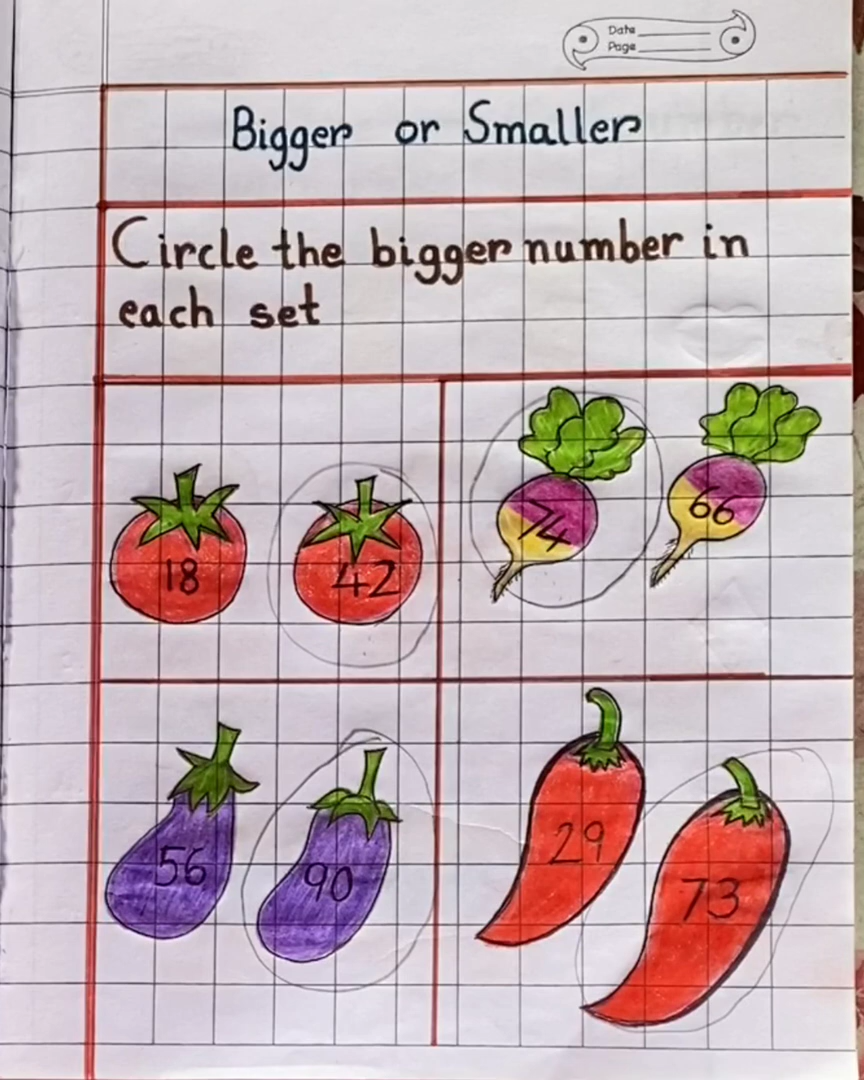 Date
Page
Bigger or Smaller
Circle the bigger number in
each set
18 42
74 66
56 90
29 73